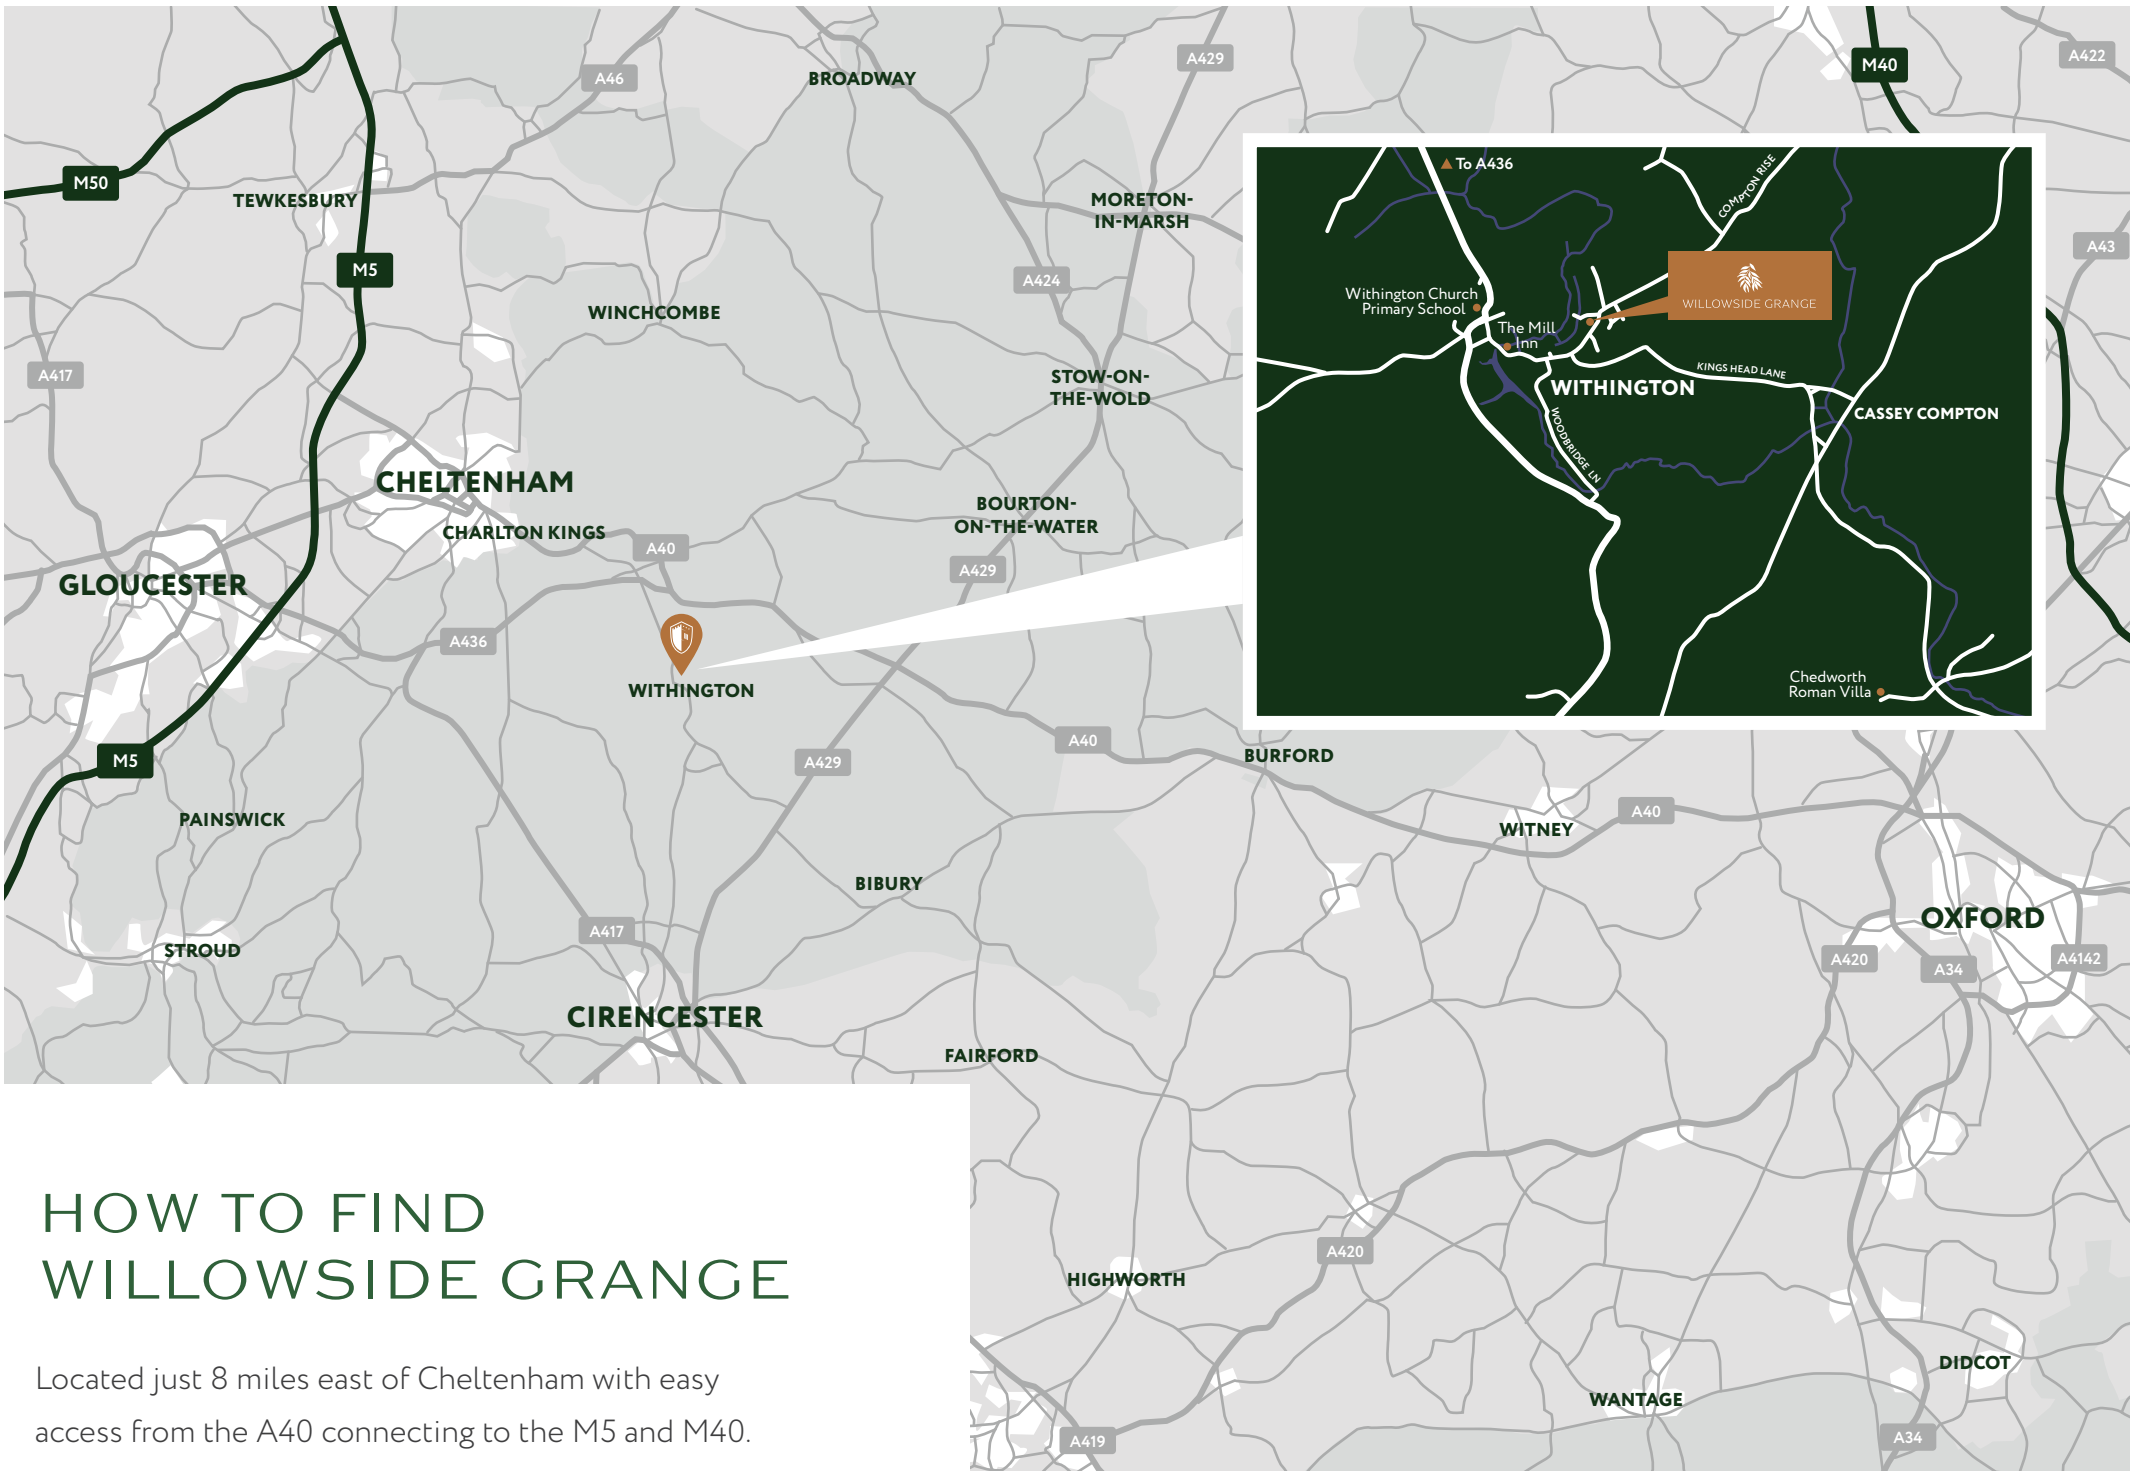 A46
BROADWAY
A429
M40
A422
M50
TEWKESBURY
MORETON-
IN-MARSH
A43
M5
A424
WINCHCOMBE
A417
STOW-ON-
THE-WOLD
CHELTENHAM
CHARLTON KINGS
BOURTON-
ON-THE-WATER
A40
A429
GLOUCESTER
A436
WITHINGTON
To A436
COMPTON RISE
WILLOWSIDE GRANGE
Withington Church
Primary School
The Mill
Inn
WITHINGTON
KINGS HEAD LANE
CASSEY COMPTON
WOODBRIDGE LN
Chedworth
Roman Villa
M5
A429
A40
BURFORD
PAINSWICK
A40
WITNEY
BIBURY
A417
STROUD
OXFORD
A420
A34
A4142
CIRENCESTER
FAIRFORD
HOW TO FIND
WILLOWSIDE GRANGE
Located just 8 miles east of Cheltenham with easy
access from the A40 connecting to the M5 and M40.
A420
HIGHWORTH
DIDCOT
WANTAGE
A419
A34